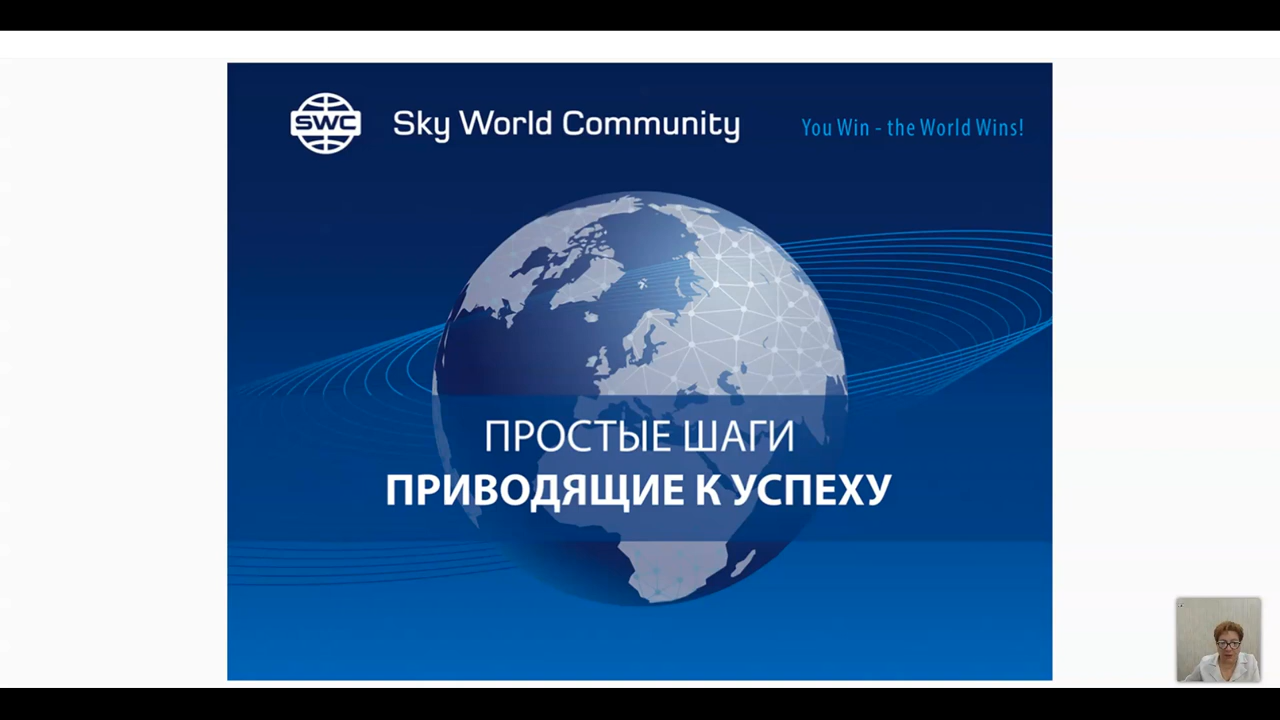 SWC
Sky World Community
You Win - the World Wins!
ПРОСТЫЕ ШАГИ
ПРИВОДЯЩИЕ К УСПЕХУ